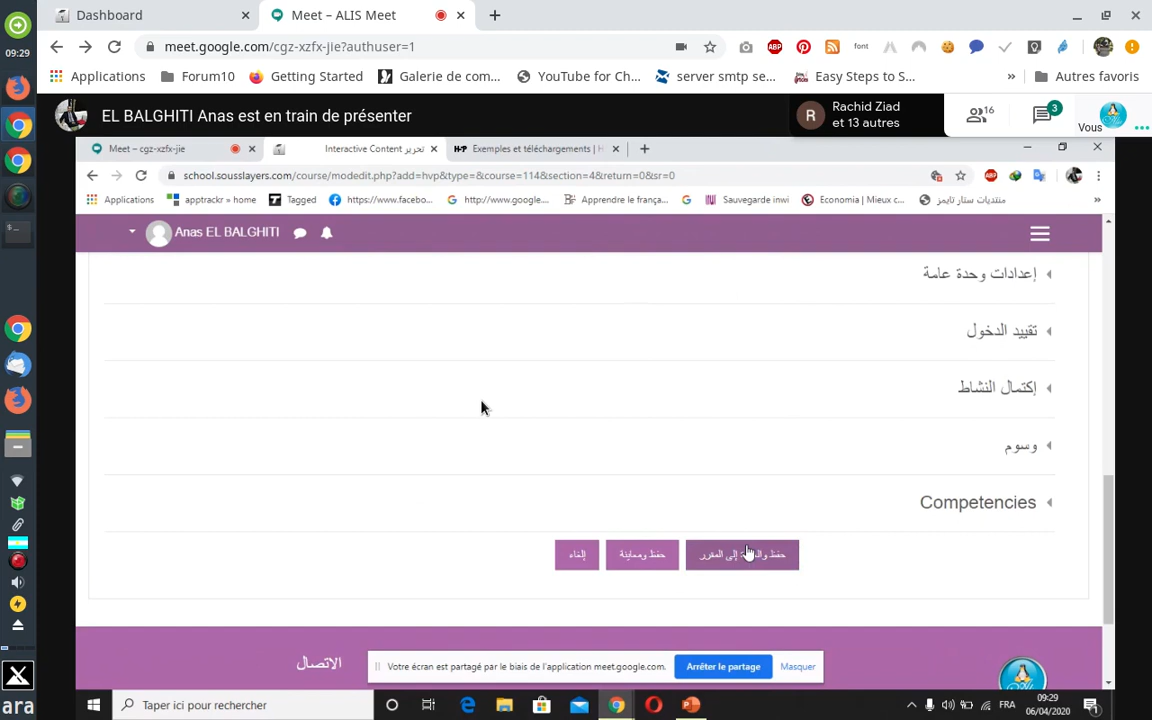 Dashboard
Meet – ALIS Meet
09:29
meet.google.com/cgz-xzfx-jie?authuser=1
Applications
Forum10
Getting Started
Galerie de com...
YouTube for Ch...
server smtp se...
Easy Steps to S...
»
Autres favoris
EL BALGHITI Anas est en train de présenter
R
Rachid Ziad
et 13 autres
16
3
Vous
Meet – cgz-xzfx-jie
Interactive Content تحرير
H-P Exemples et téléchargements | H
school.sousslayers.com/course/modedit.php?add=hvp&type=&course=114&section=4&return=0&sr=0
Applications
apptrackr » home
Tagged
https://www.facebo...
http://www.google....
Apprendre le frança...
Sauvegarde inwi
Economia | Mieux c...
منتديات ستار تايمز
»
Anas EL BALGHITI
إعدادات وحدة عامة
تقييد الدخول
إكتمال النشاط
وسوم
Competencies
حفظ إلى المقرر
حفظ ومعاينة
إلغاء
الاتصال
Votre écran est partagé par le biais de l'application meet.google.com.
Arrêter le partage
Masquer
Taper ici pour rechercher
FRA
09:29
06/04/2020
ara